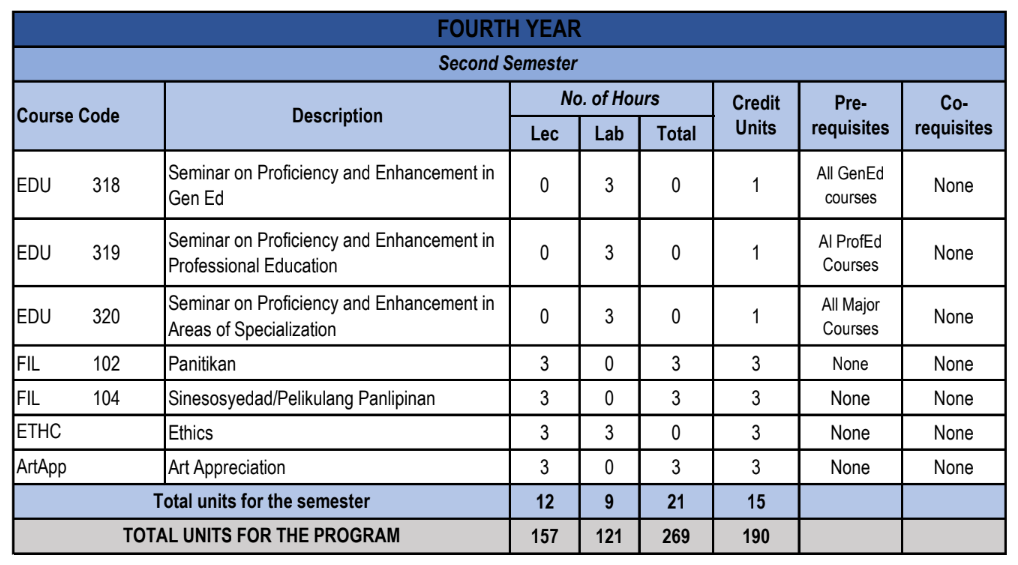 FOURTH YEAR
Second Semester
Course Code Description No. of Hours Credit Units Pre-requisites Co-requisites
Lec Lab Total
EDU 318 Seminar on Proficiency and Enhancement in Gen Ed 0 3 0 1 All GenEd courses None
EDU 319 Seminar on Proficiency and Enhancement in Professional Education 0 3 0 1 Al ProfEd Courses None
EDU 320 Seminar on Proficiency and Enhancement in Areas of Specialization 0 3 0 1 All Major Courses None
FIL 102 Panitikan 3 0 3 3 None None
FIL 104 Sinesosyedad/Pelikulang Panlipinan 3 0 3 3 None None
ETHC Ethics 3 3 0 3 None None
ArtApp Art Appreciation 3 0 3 3 None None
Total units for the semester 12 9 21 15
TOTAL UNITS FOR THE PROGRAM 157 121 269 190